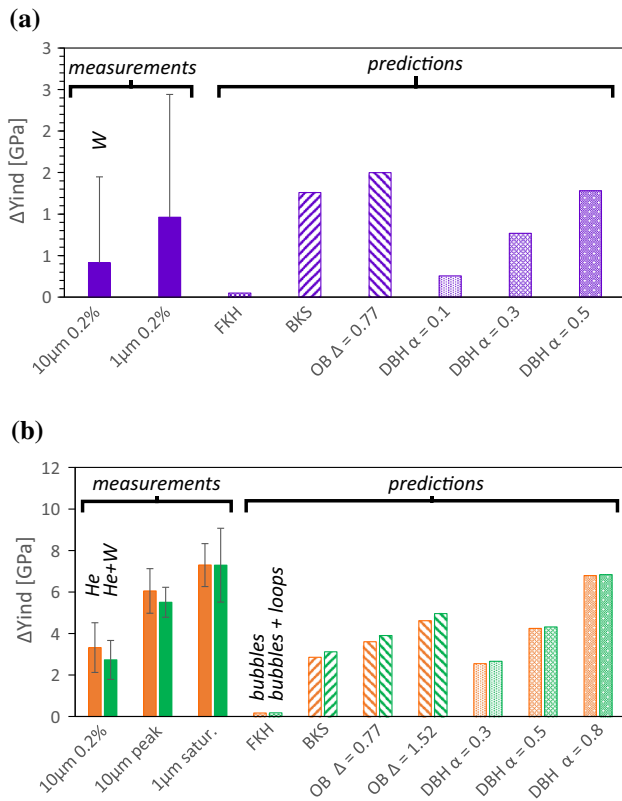 (a)
measurements
predictions
ΔYind [GPa]
3
3
2
2
1
1
0
W
10μm 0.2%
1μm 0.2%
FKH
BKS
OB Δ = 0.77
DBH α = 0.1
DBH α = 0.3
DBH α = 0.5
(b)
measurements
predictions
ΔYind [GPa]
12
10
8
6
4
2
0
He
He+W
bubbles
bubbles + loops
10μm 0.2%
10μm peak
1μm satur.
FKH
BKS
OB Δ = 0.77
OB Δ = 1.52
DBH α = 0.3
DBH α = 0.5
DBH α = 0.8